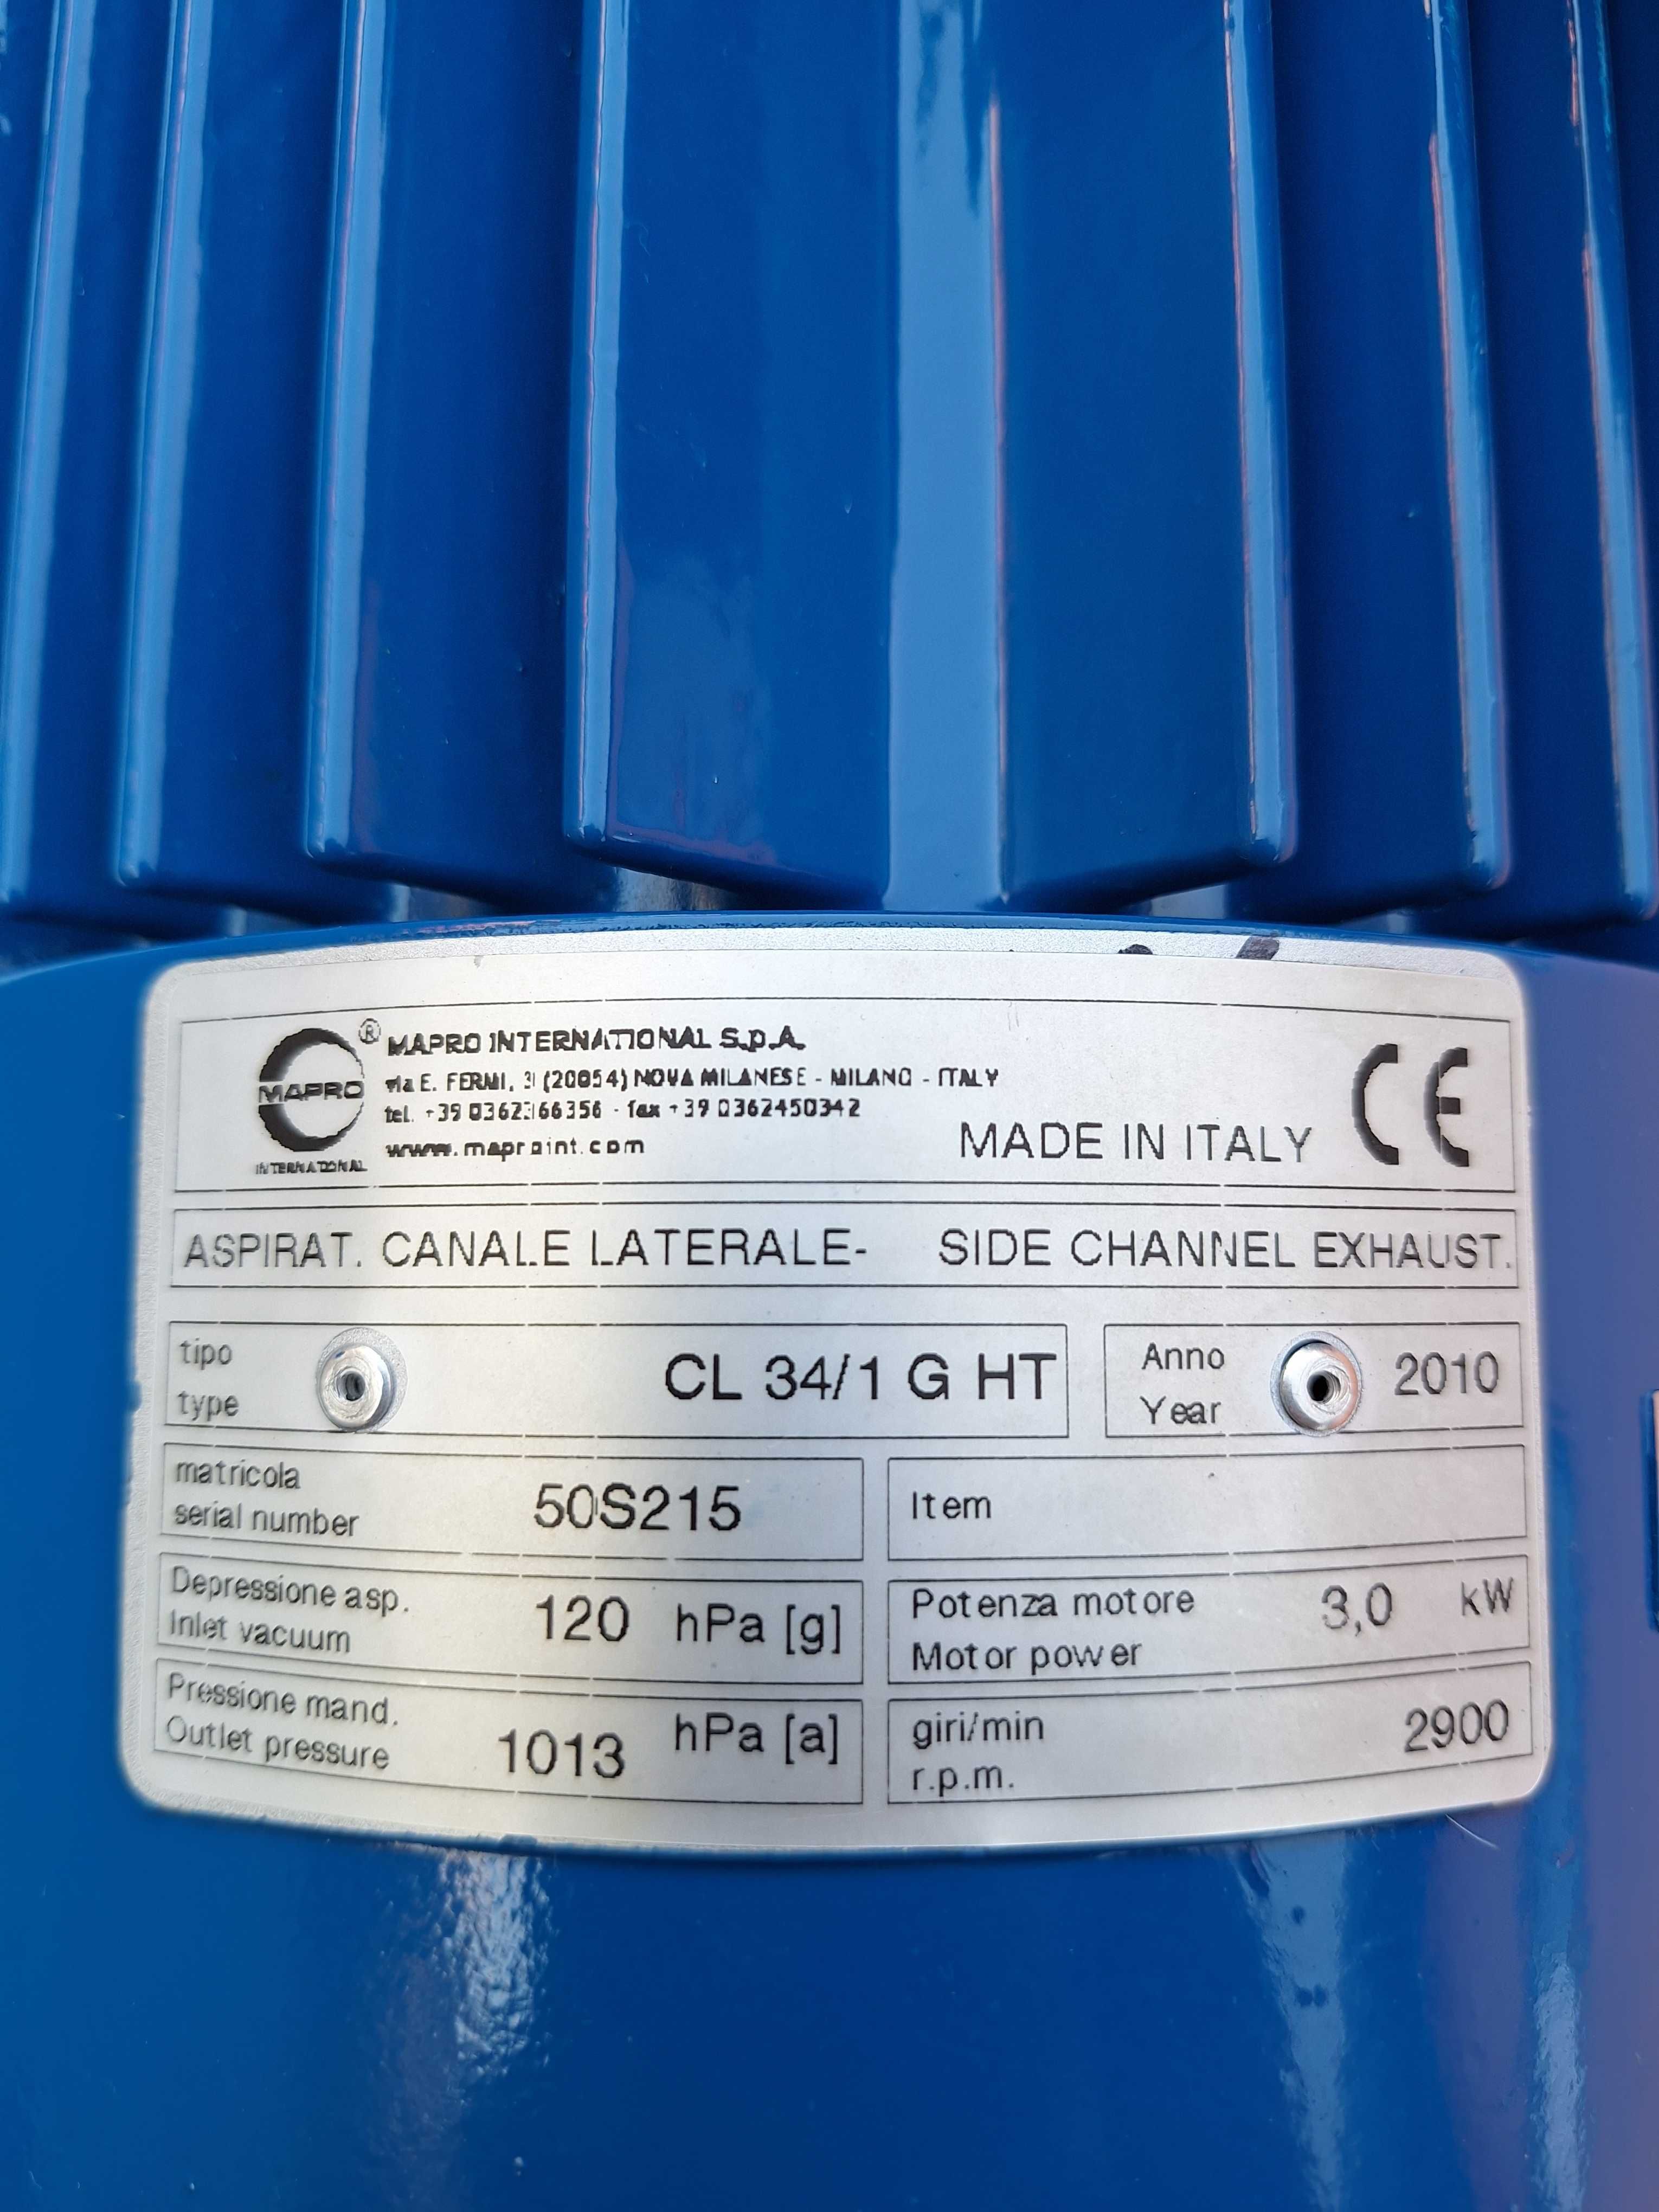 MAPRO
INTERNATIONAL
®
MAPRO INTERNATIONAL S.p.A.
via E. FERMI, 3 (20054) NOVA MILANESE - MILANO - ITALY
tel. +39 0362366356 - fax +39 0362450342
www.maproint.com
MADE IN ITALY
CE
ASPIRAT. CANALE LATERALE- SIDE CHANNEL EXHAUST.
tipo
type
CL 34/1 G HT
Anno
Year
2010
matricola
serial number
50S215
Item
Depressione asp.
Inlet vacuum
120 hPa [g]
Potenza motore
Motor power
3,0 kW
Pressione mand.
Outlet pressure
1013 hPa [a]
giri/min
r.p.m.
2900